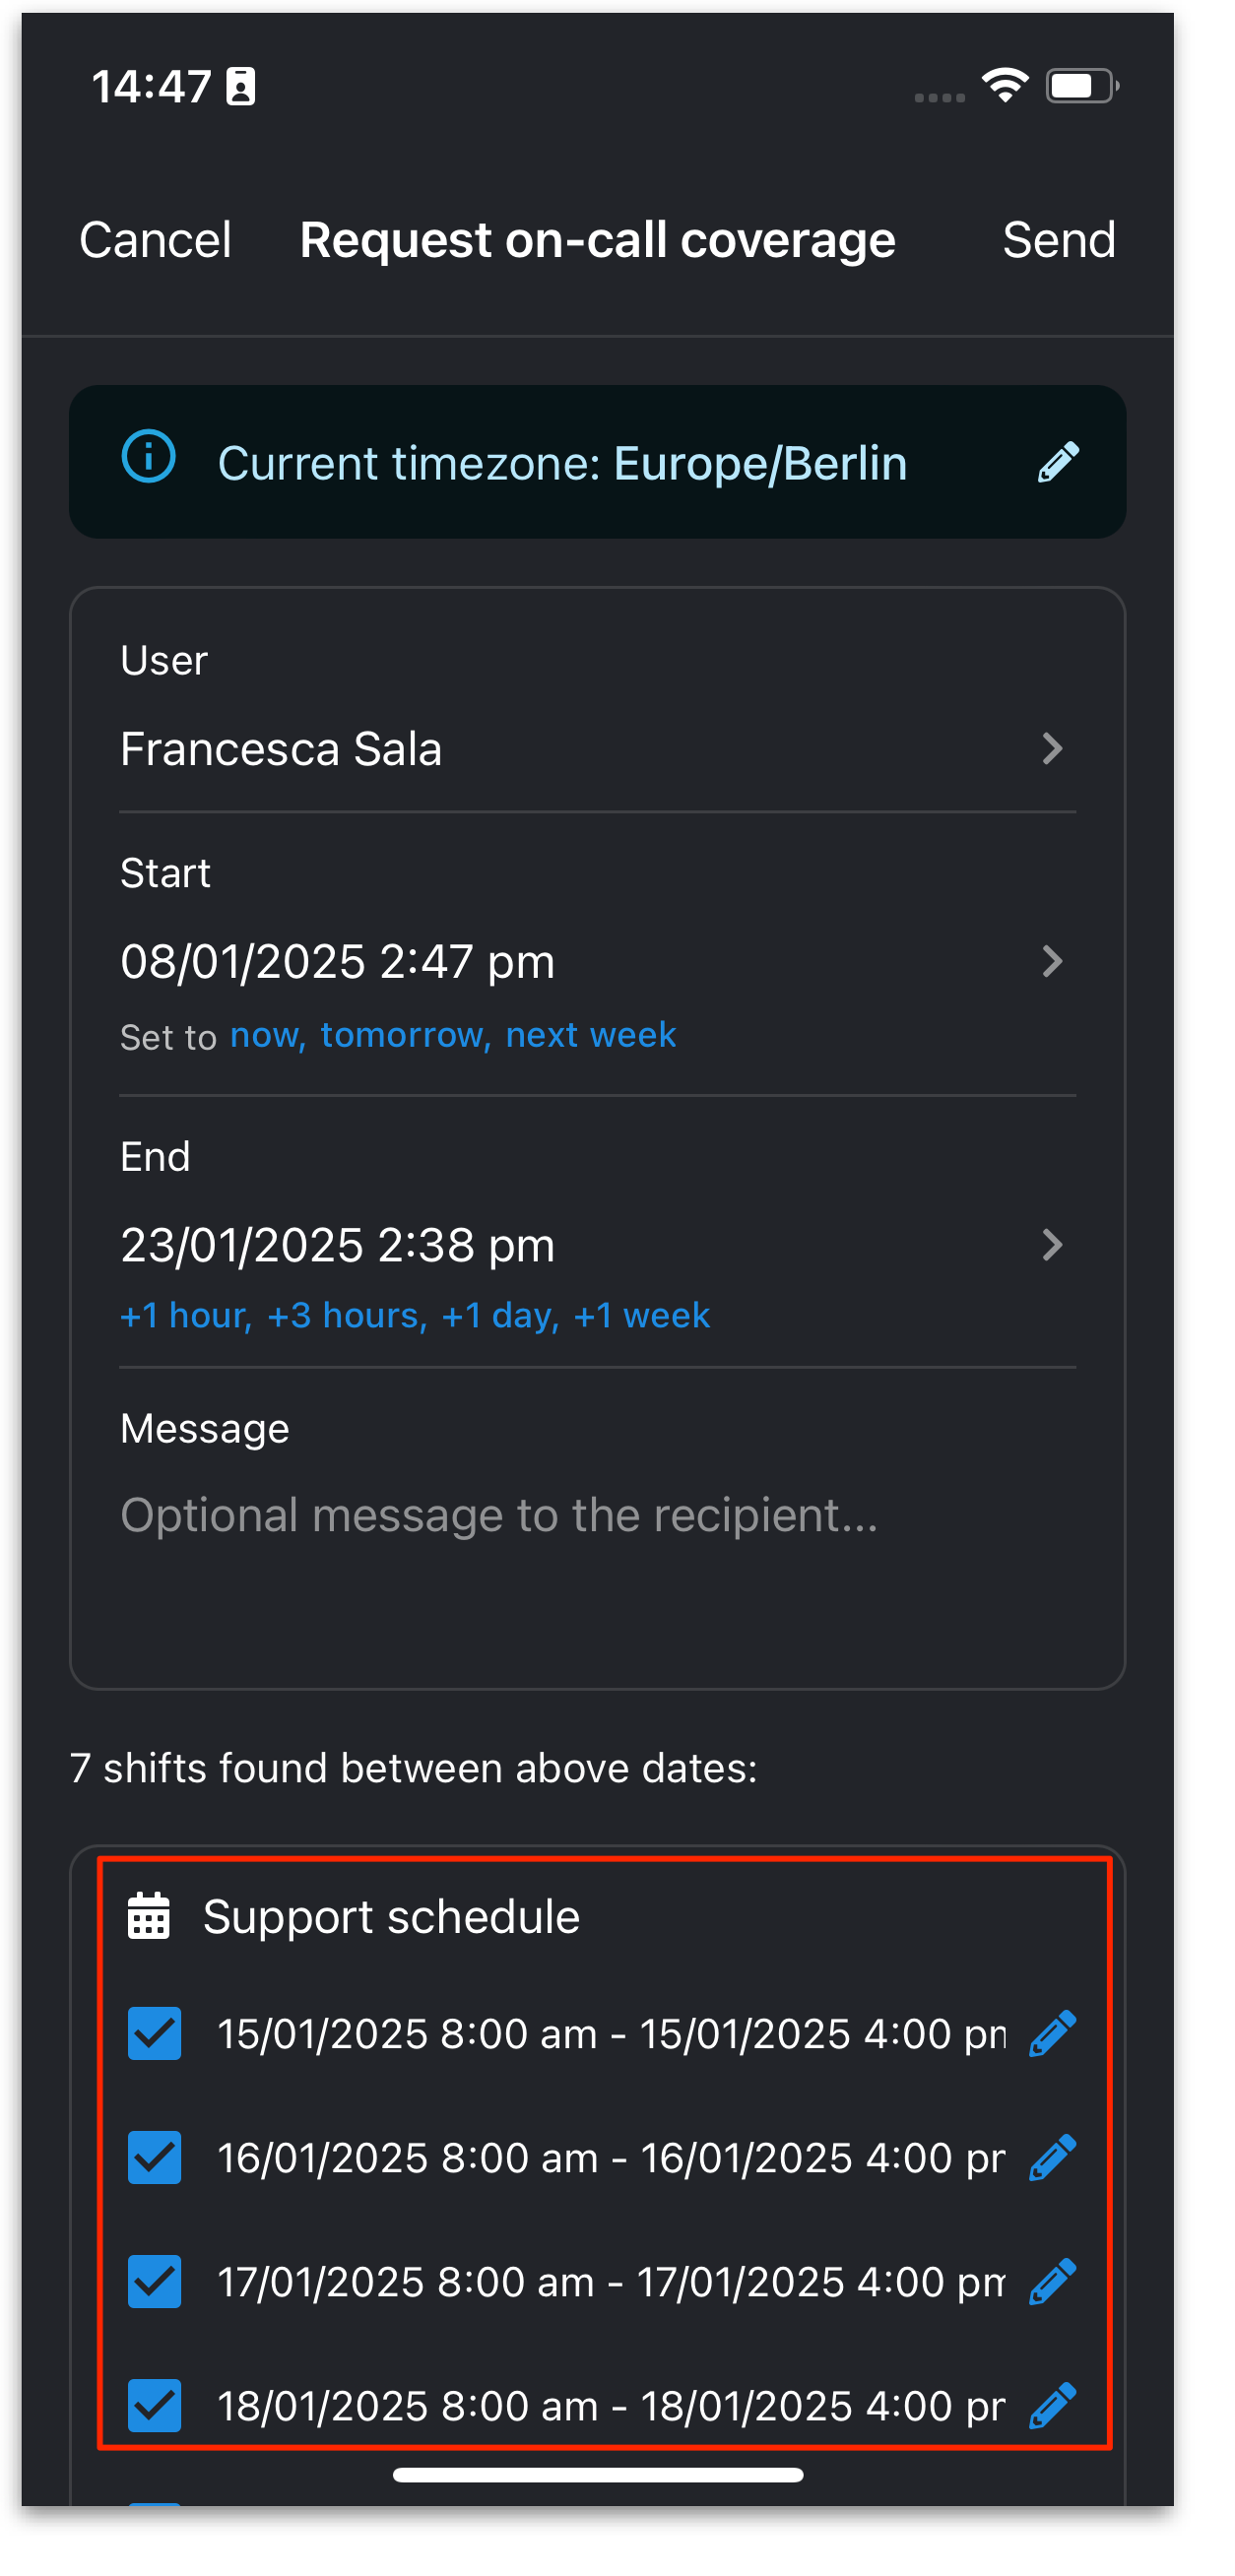 14:47
Cancel Request on-call coverage Send
Current timezone: Europe/Berlin
User
Francesca Sala
Start
08/01/2025 2:47 pm
Set to now, tomorrow, next week
End
23/01/2025 2:38 pm
+1 hour, +3 hours, +1 day, +1 week
Message
Optional message to the recipient...
7 shifts found between above dates:
Support schedule
15/01/2025 8:00 am - 15/01/2025 4:00 pm
16/01/2025 8:00 am - 16/01/2025 4:00 pm
17/01/2025 8:00 am - 17/01/2025 4:00 pm
18/01/2025 8:00 am - 18/01/2025 4:00 pm